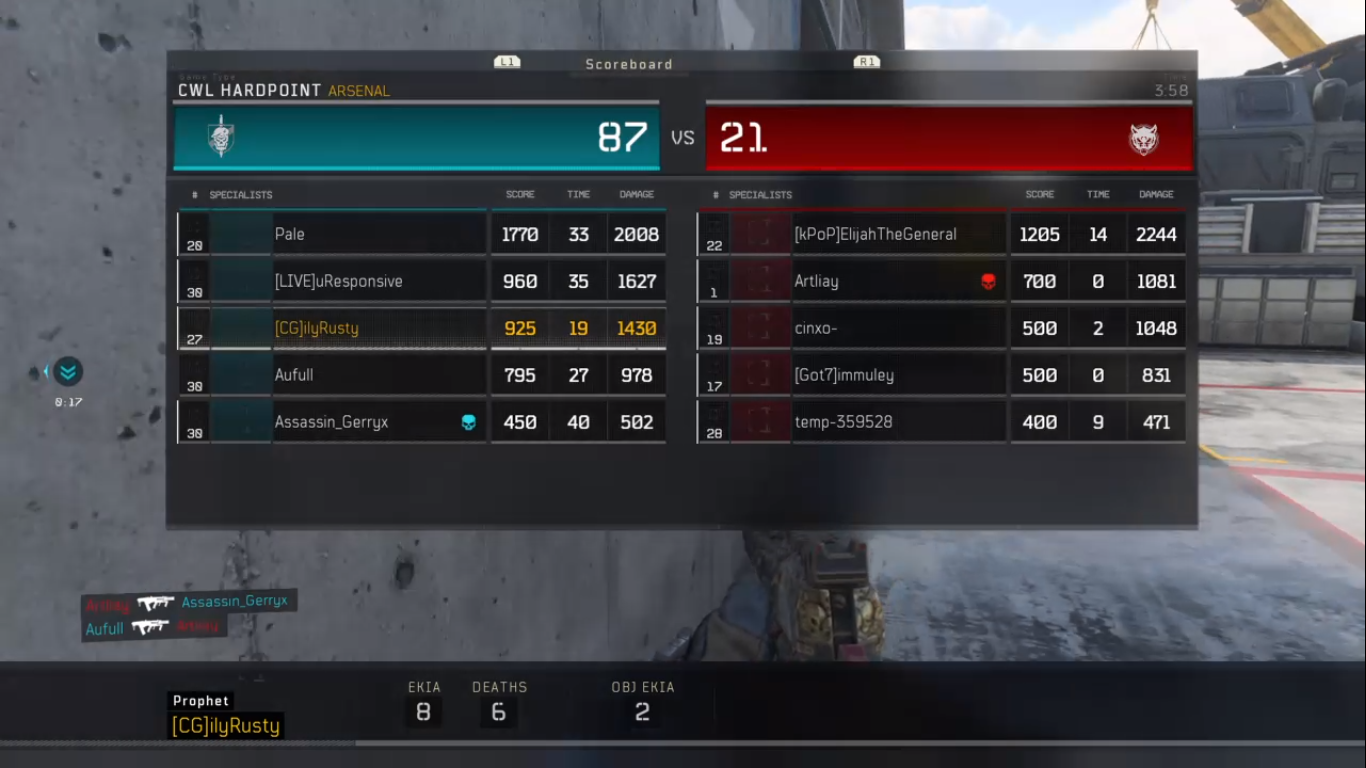 L1 Scoreboard R1
Game Type
CWL HARDPOINT ARSENAL
Time
3:58
87 VS 21
# SPECIALISTS SCORE TIME DAMAGE
20 Pale 1770 33 2008
30 [LIVE]uResponsive 960 35 1627
27 [CG]ilyRusty 925 19 1430
30 Aufull 795 27 978
30 Assassin_Gerryx 450 40 502
# SPECIALISTS SCORE TIME DAMAGE
22 [kPoP]ElijahTheGeneral 1205 14 2244
1 Artliay 700 0 1081
19 cinxo- 500 2 1048
17 [Got7]immuley 500 0 831
28 temp-359528 400 9 471
0:17
Artliay Assassin_Gerryx
Aufull Artliay
Prophet
[CG]ilyRusty
EKIA DEATHS OBJ EKIA
8 6 2